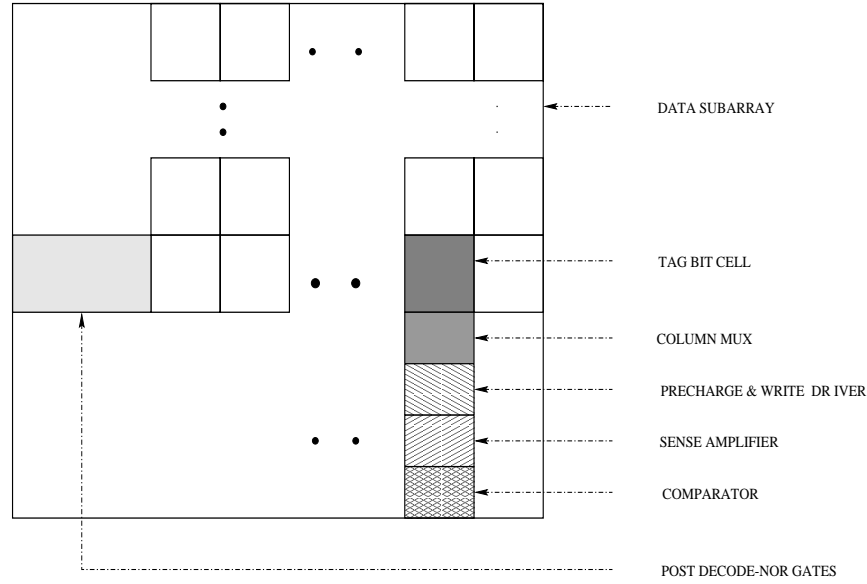 DATA SUBARRAY
TAG BIT CELL
COLUMN MUX
PRECHARGE & WRITE DR IVER
SENSE AMPLIFIER
COMPARATOR
POST DECODE-NOR GATES